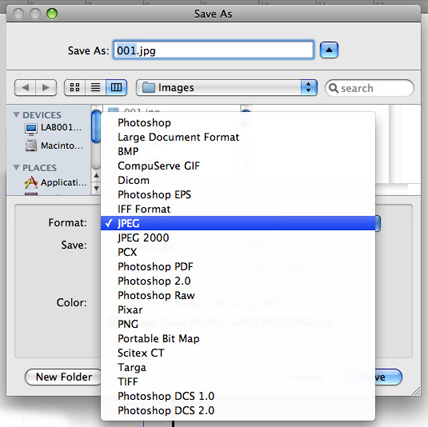 Save As
Save As: 001.jpg
Images
search
DEVICES
LAB001...
Macinto...
PLACES
Applicati...
001.jpg
Format:
Save:
Color:
Photoshop
Large Document Format
BMP
CompuServe GIF
Dicom
Photoshop EPS
IFF Format
✓ JPEG
JPEG 2000
PCX
Photoshop PDF
Photoshop 2.0
Photoshop Raw
Pixar
PNG
Portable Bit Map
Scitex CT
Targa
TIFF
Photoshop DCS 1.0
Photoshop DCS 2.0
New Folder
Cancel